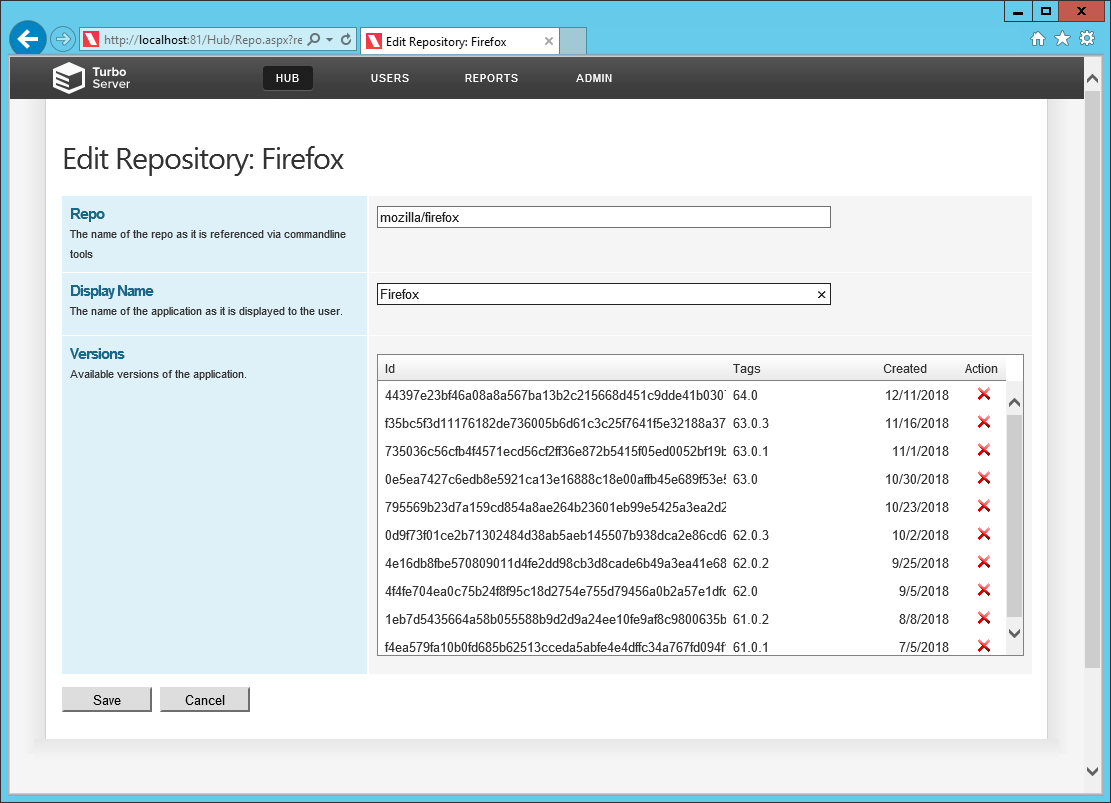 http://localhost:81/Hub/Repo.aspx?re
Edit Repository: Firefox
Turbo
Server
HUB USERS REPORTS ADMIN
Edit Repository: Firefox
Repo
The name of the repo as it is referenced via commandline
tools
mozilla/firefox
Display Name
The name of the application as it is displayed to the user.
Firefox
Versions
Available versions of the application.
Id Tags Created Action
44397e23bf46a08a8a567ba13b2c215668d451c9dde41b030 64.0 12/11/2018
f35bc5f3d11176182de736005b6d61c3c25f7641f5e32188a37 63.0.3 11/16/2018
735036c56cfb4f4571ecd56cf2ff36e872b5415f05ed0052bf19b 63.0.1 11/1/2018
0e5ea7427c6edb8e5921ca13e16888c18e00affb45e689f53e5 63.0 10/30/2018
795569b23d7a159cd854a8ae264b23601eb99e5425a3ea2d2 10/23/2018
0d9f73f01ce2b71302484d38ab5aeb145507b938dca2e86cd6 62.0.3 10/2/2018
4e16db8fbe570809011d4fe2dd98cb3d8cade6b49a3ea41e68 62.0.2 9/25/2018
4f4fe704ea0c75b24f8f95c18d2754e755d79456a0b2a57e1dfc 62.0 9/5/2018
1eb7d5435664a58b055588b9d2d9a24ee10fe9af8c9800635b 61.0.2 8/8/2018
f4ea579fa10b0fd685b62513cceda5abfe4e4dffc34a767fd094f 61.0.1 7/5/2018
Save Cancel